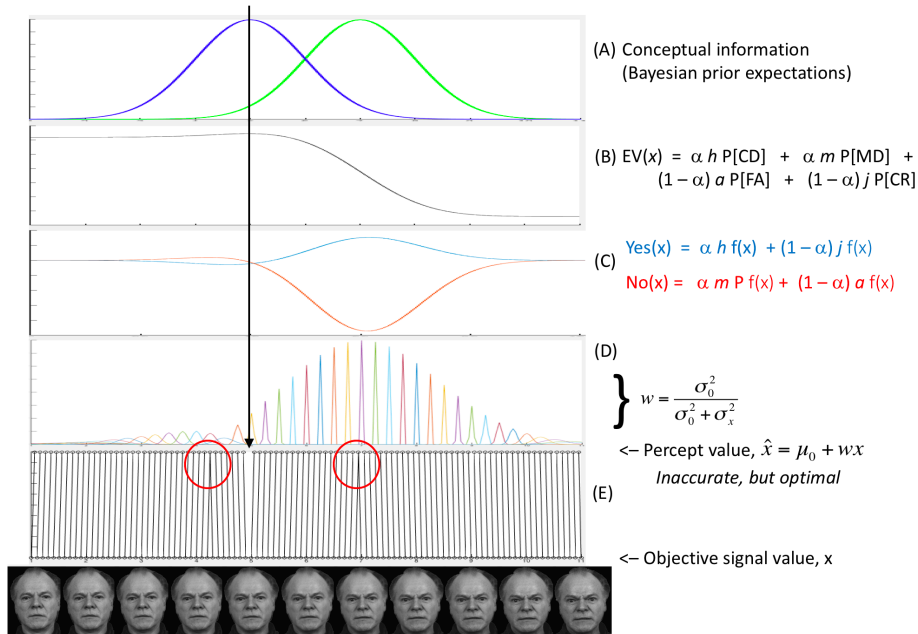 (A) Conceptual information
(Bayesian prior expectations)
(B) EV(x) = α h P[CD] + α m P[MD] +
(1 – α) a P[FA] + (1 – α) j P[CR]
(C)
Yes(x) = α h f(x) + (1 – α) j f(x)
No(x) = α m P f(x) + (1 – α) a f(x)
(D)
} w = σ₀² / (σ₀² + σₓ²)
<– Percept value, x̂ = μ₀ + wx
Inaccurate, but optimal
(E)
<– Objective signal value, x